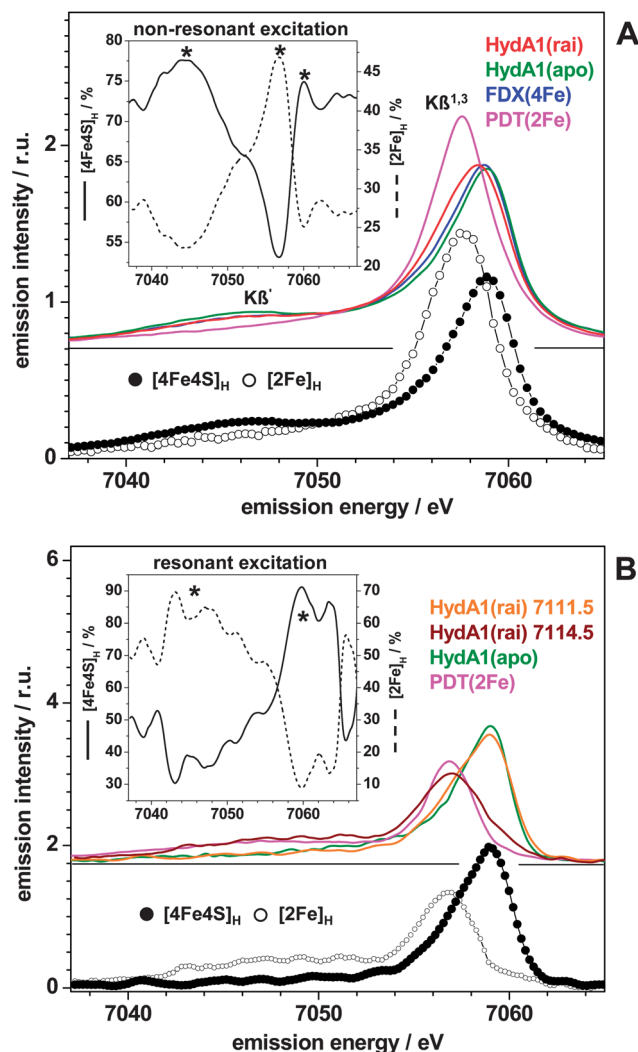 A
non-resonant excitation
HydA1(rai)
HydA1(apo)
FDX(4Fe)
PDT(2Fe)
Kß1,3
* * *
80
75
70
65
60
55
45
40
35
30
25
20
[4Fe4S]H / %
[2Fe]H / %
7040 7050 7060
Kß'
2
1
0
emission intensity / r.u.
[4Fe4S]H [2Fe]H
7040 7050 7060
emission energy / eV
B
resonant excitation
HydA1(rai) 7111.5
HydA1(rai) 7114.5
HydA1(apo)
PDT(2Fe)
* *
90
80
70
60
50
40
30
70
60
50
40
30
20
10
[4Fe4S]H / %
[2Fe]H / %
7040 7050 7060
6
4
2
0
emission intensity / r.u.
[4Fe4S]H [2Fe]H
7040 7050 7060
emission energy / eV